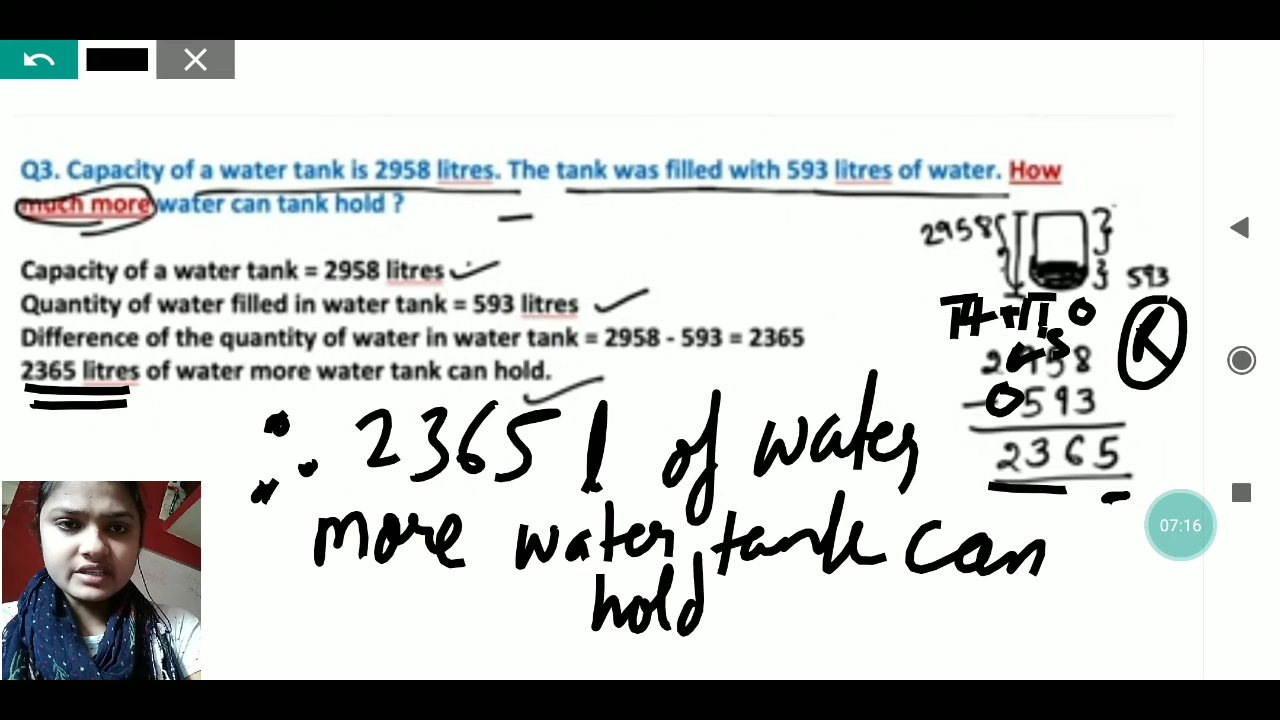 Q3. Capacity of a water tank is 2958 litres. The tank was filled with 593 litres of water. How
much more water can tank hold ?
2958
593
Capacity of a water tank = 2958 litres
Quantity of water filled in water tank = 593 litres
Difference of the quantity of water in water tank = 2958 - 593 = 2365
2365 litres of water more water tank can hold.
TH H T O
2958
- 0593
2365
R
∴ 2365 l of water
more water tank can
hold
07:16